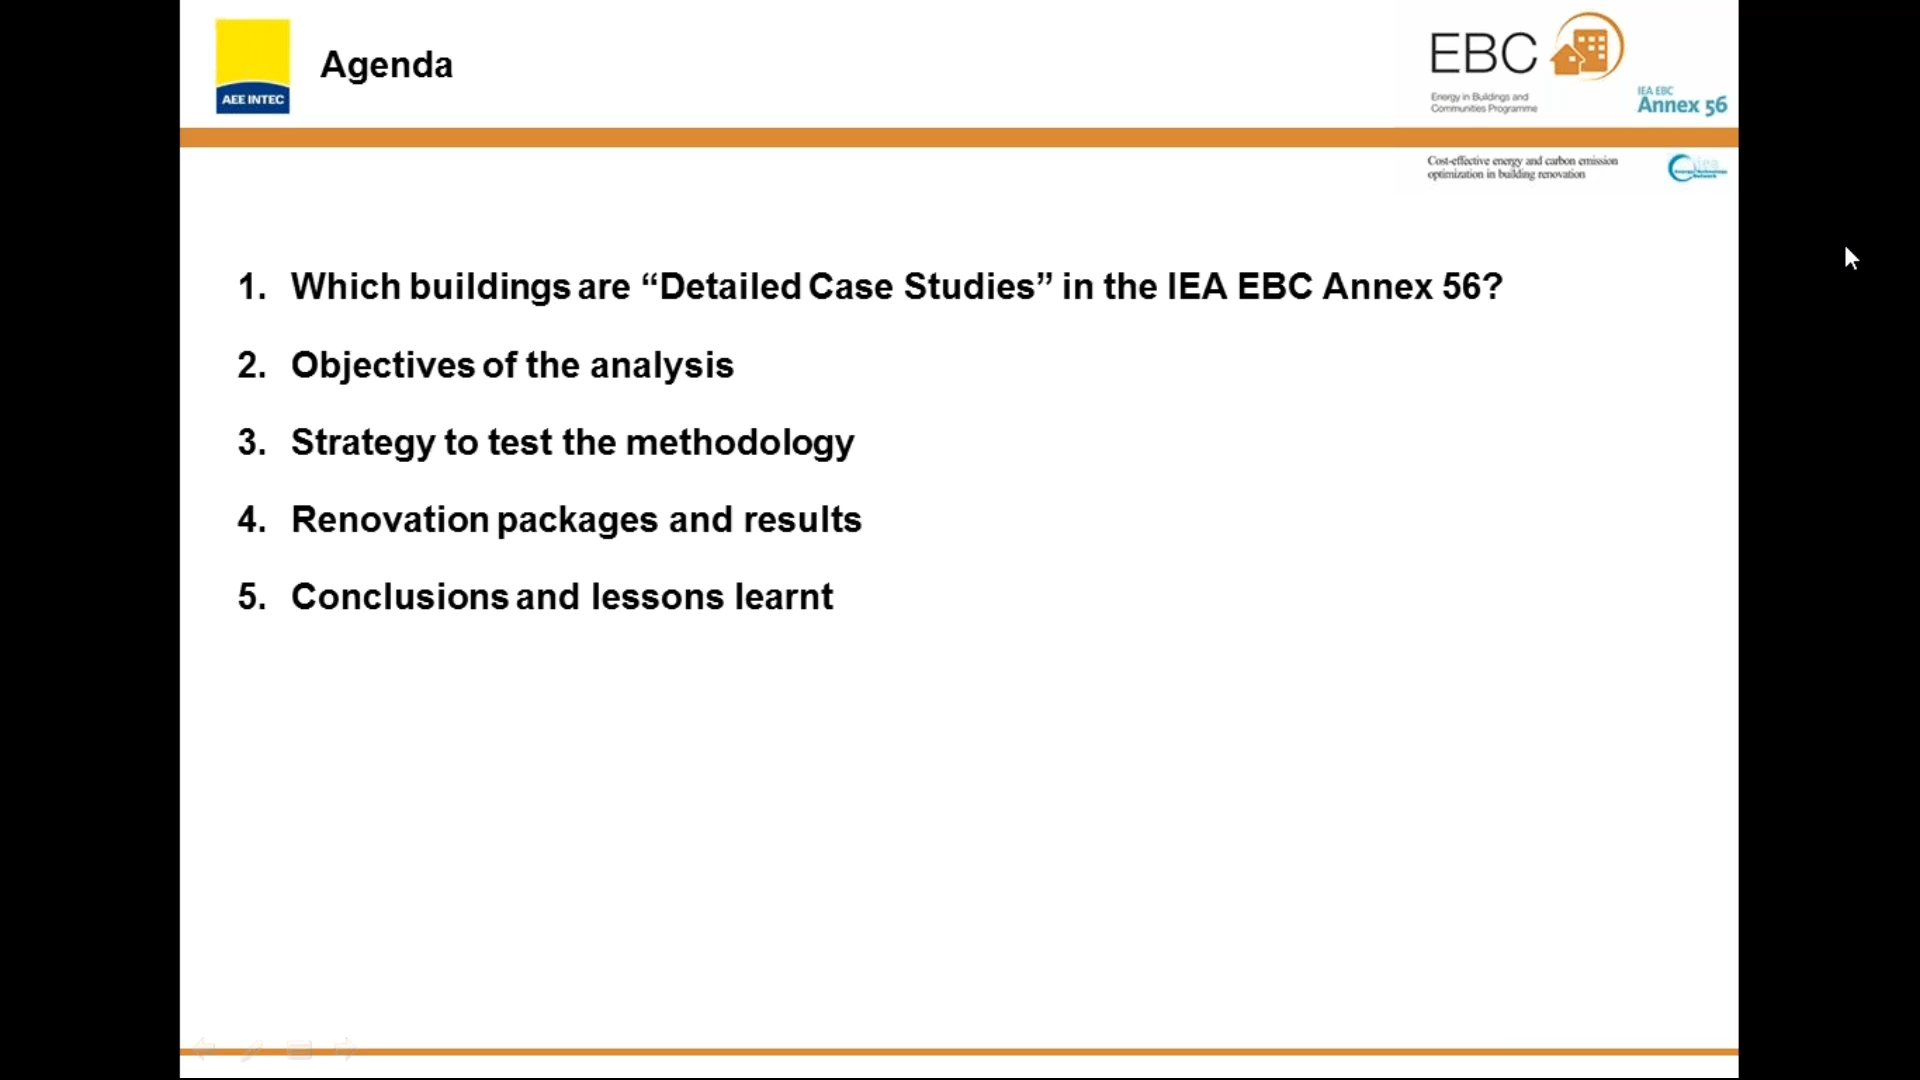 AEE INTEC
Agenda
EBC
Energy in Buildings and
Communities Programme
IEA EBC
Annex 56
Cost-effective energy and carbon emission
optimization in building renovation
iea
1. Which buildings are “Detailed Case Studies” in the IEA EBC Annex 56?
2. Objectives of the analysis
3. Strategy to test the methodology
4. Renovation packages and results
5. Conclusions and lessons learnt